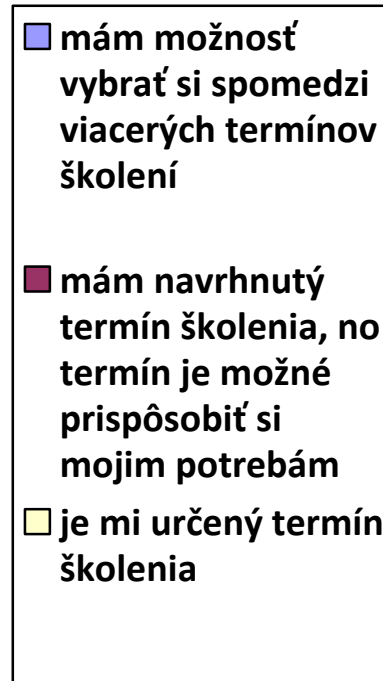 mám možnosť
vybrať si spomedzi
viacerých termínov
školení
mám navrhnutý
termín školenia, no
termín je možné
prispôsobiť si
mojim potrebám
je mi určený termín
školenia